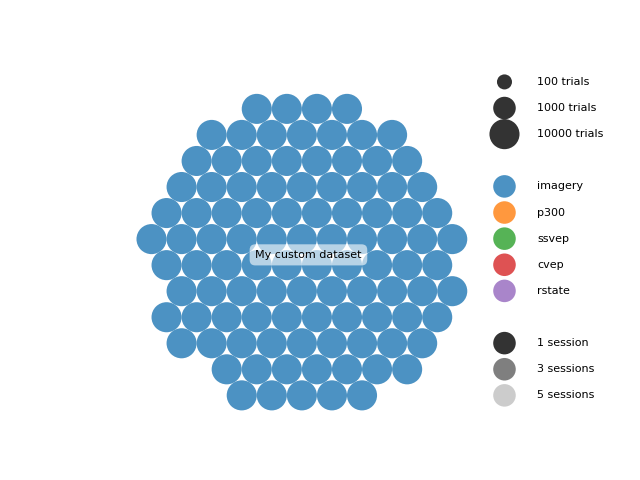 My custom dataset
100 trials
1000 trials
10000 trials
imagery
p300
ssvep
cvep
rstate
1 session
3 sessions
5 sessions